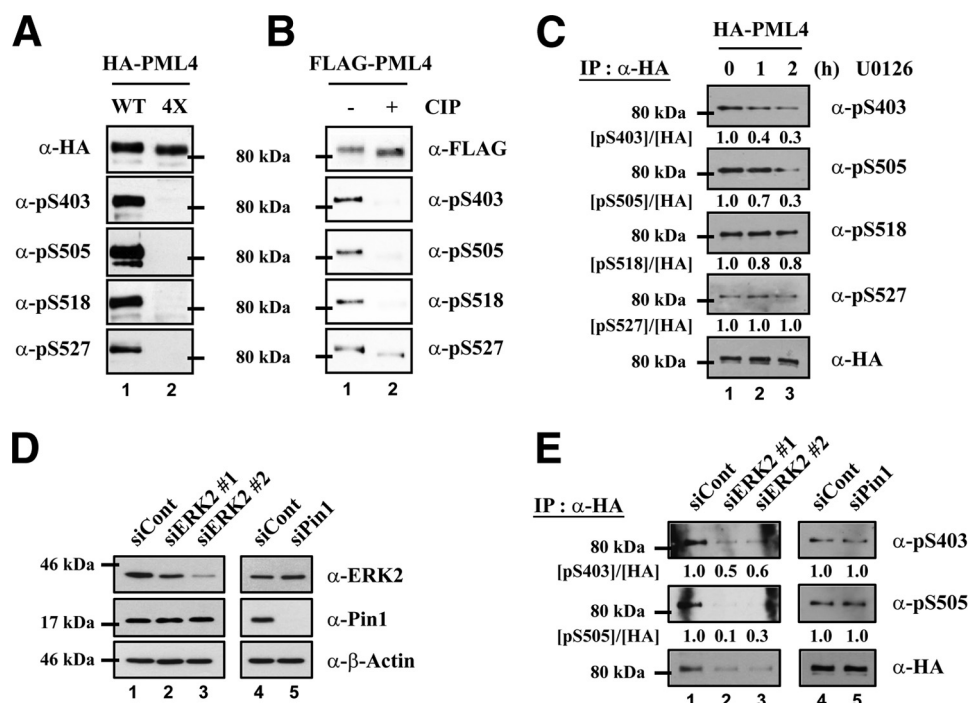 A
HA-PML4
WT 4X
α-HA
α-pS403
α-pS505
α-pS518
α-pS527
1 2
B
FLAG-PML4
- + CIP
80 kDa α-FLAG
80 kDa α-pS403
80 kDa α-pS505
80 kDa α-pS518
80 kDa α-pS527
1 2
C
HA-PML4
IP : α-HA 0 1 2 (h) U0126
80 kDa α-pS403
[pS403]/[HA] 1.0 0.4 0.3
80 kDa α-pS505
[pS505]/[HA] 1.0 0.7 0.3
80 kDa α-pS518
[pS518]/[HA] 1.0 0.8 0.8
80 kDa α-pS527
[pS527]/[HA] 1.0 1.0 1.0
80 kDa α-HA
1 2 3
D
siCont siERK2 #1 siERK2 #2 siCont siPin1
46 kDa α-ERK2
17 kDa α-Pin1
46 kDa α-β-Actin
1 2 3 4 5
E
siCont siERK2 #1 siERK2 #2 siCont siPin1
IP : α-HA
80 kDa α-pS403
[pS403]/[HA] 1.0 0.5 0.6 1.0 1.0
80 kDa α-pS505
[pS505]/[HA] 1.0 0.1 0.3 1.0 1.0
80 kDa α-HA
1 2 3 4 5